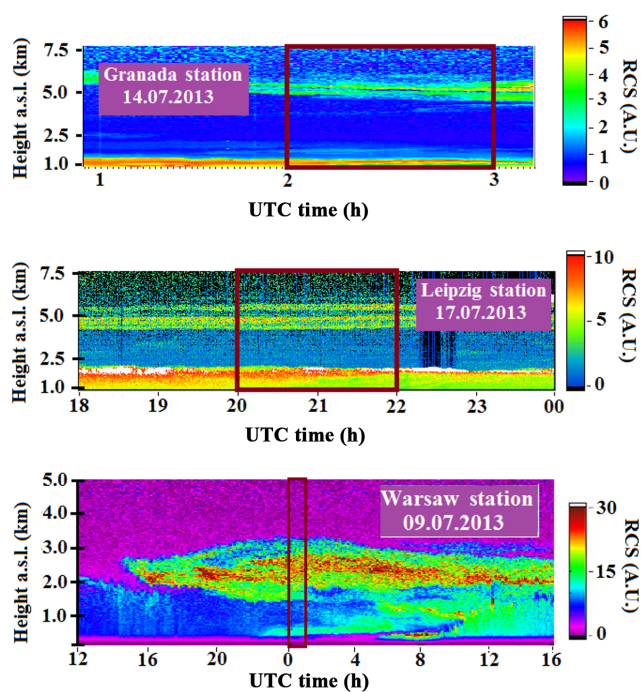 7.5
5.0
2.5
1.0
Height a.s.l. (km)
Granada station
14.07.2013
1 2 3
UTC time (h)
6
5
4
3
2
1
0
RCS (A.U.)
7.5
5.0
2.5
1.0
Height a.s.l. (km)
Leipzig station
17.07.2013
18 19 20 21 22 23 00
UTC time (h)
10
5
0
RCS (A.U.)
5.0
4.0
3.0
2.0
1.0
Height a.s.l. (km)
Warsaw station
09.07.2013
12 16 20 0 4 8 12 16
UTC time (h)
30
15
0
RCS (A.U.)